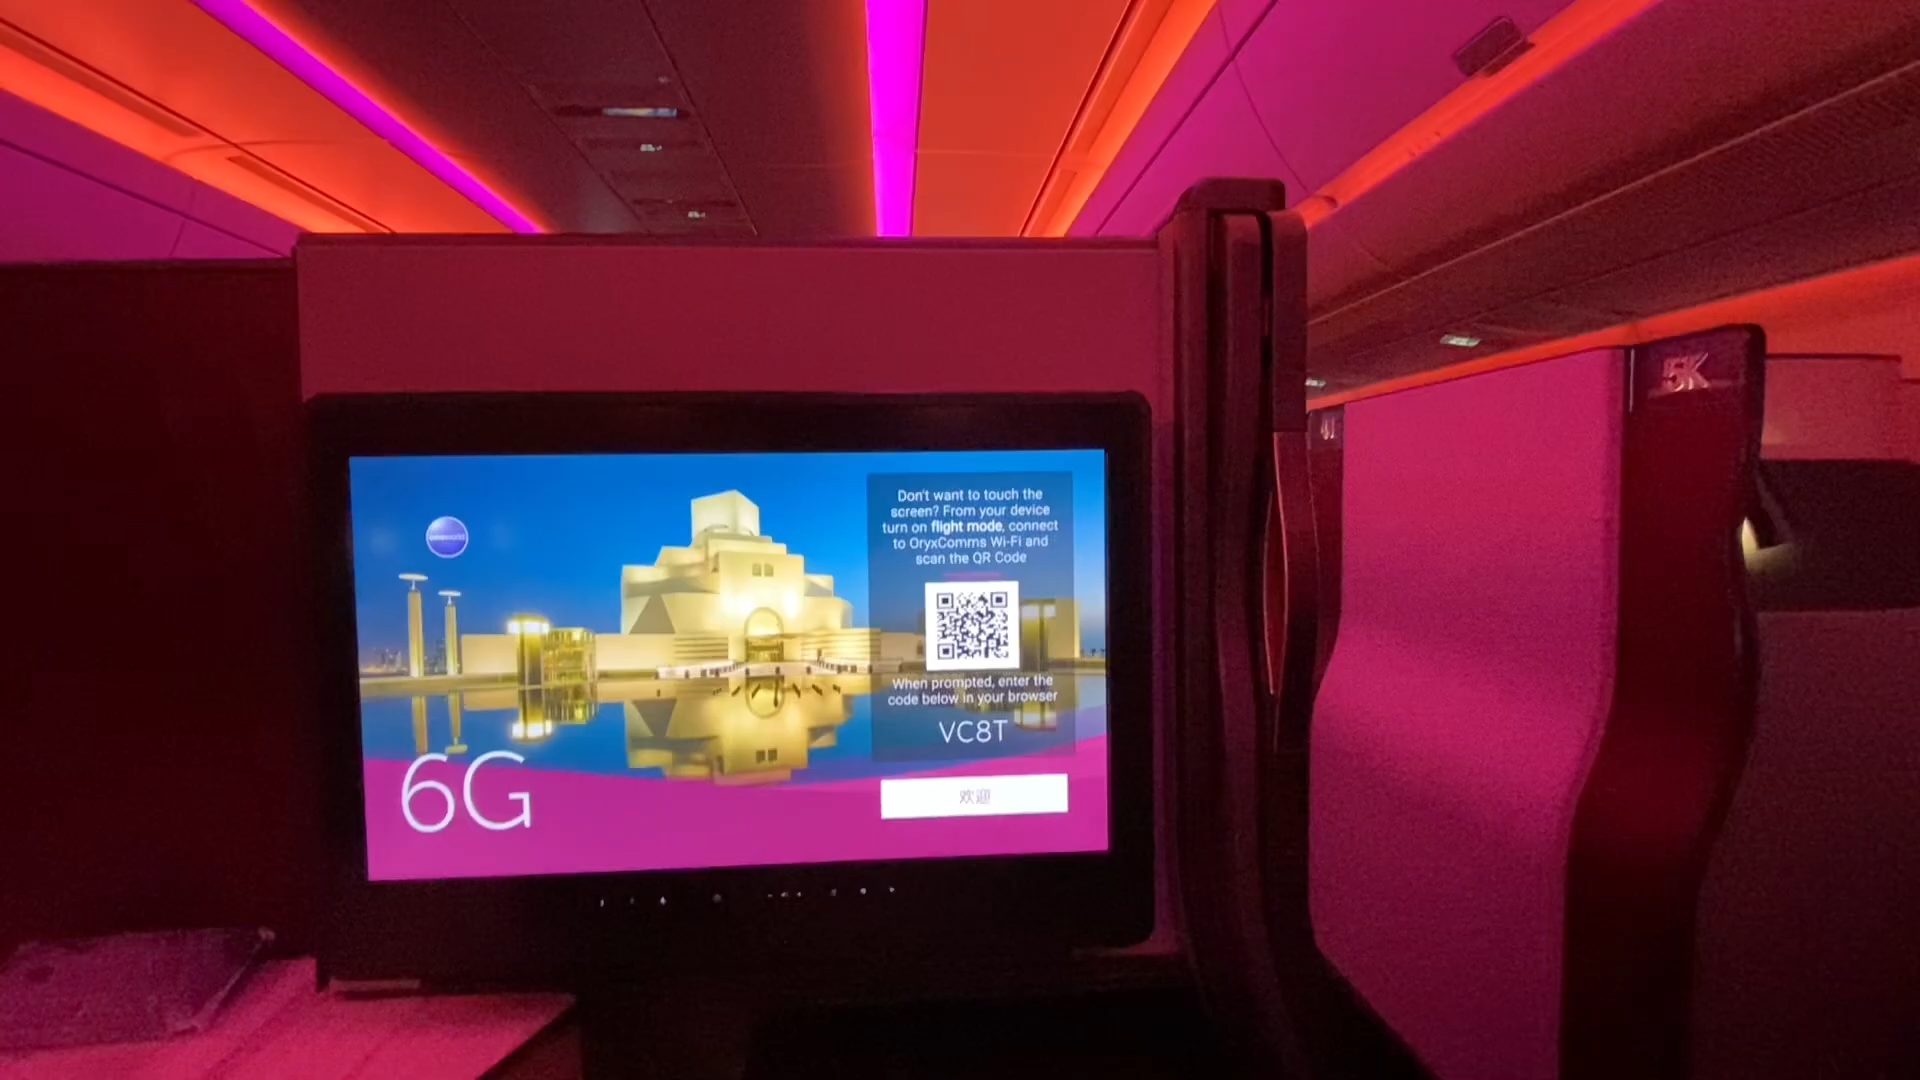 5K
Don't want to touch the
screen? From your device
turn on flight mode, connect
to OryxComms Wi-Fi and
scan the QR Code
When prompted, enter the
code below in your browser
VC8T
6G
欢迎